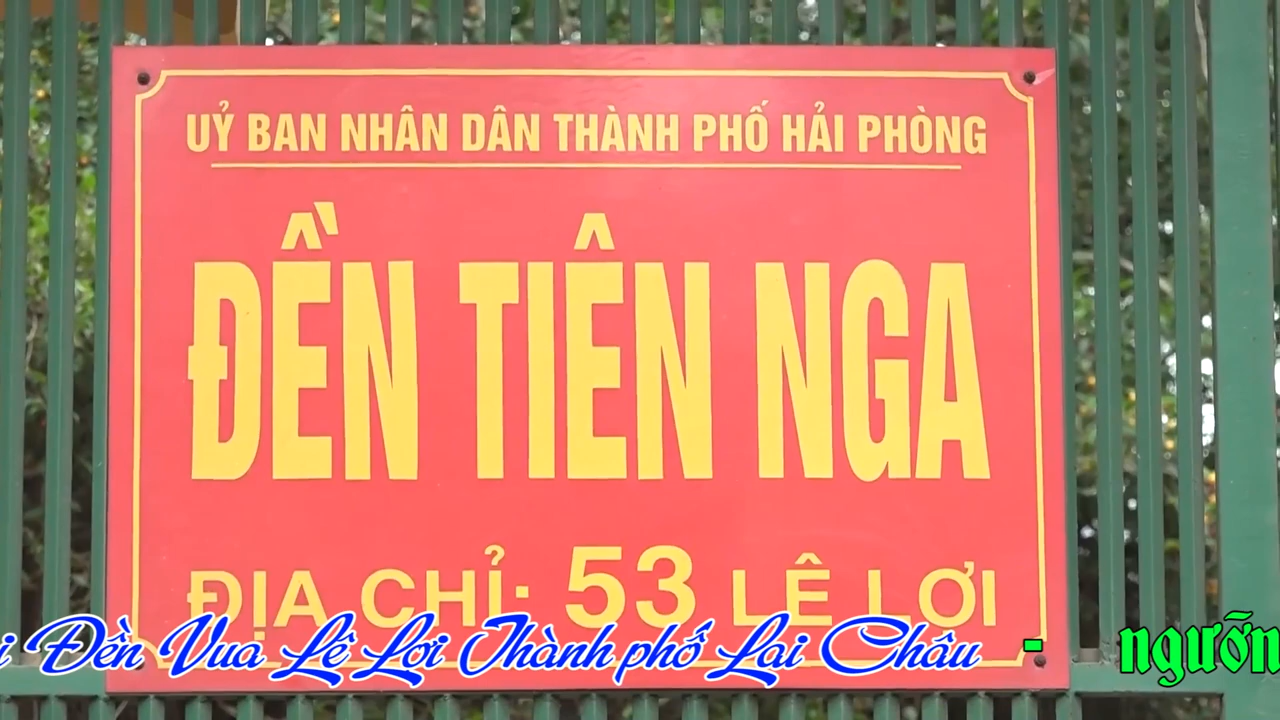 UỶ BAN NHÂN DÂN THÀNH PHỐ HẢI PHÒNG
ĐỀN TIÊN NGA
ĐỊA CHỈ: 53 LÊ LỢI
i Đền Vua Lê Lợi Thành phố Lai Châu - ngưỡn